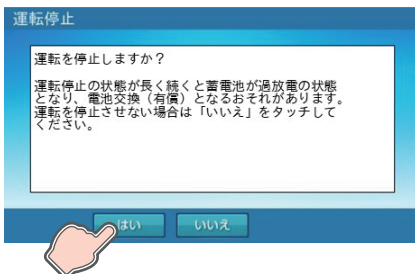 運転停止
運転を停止しますか？
運転停止の状態が長く続くと蓄電池が過放電の状態
となり、電池交換（有償）となるおそれがあります。
運転を停止させない場合は「いいえ」をタッチして
ください。
はい いいえ